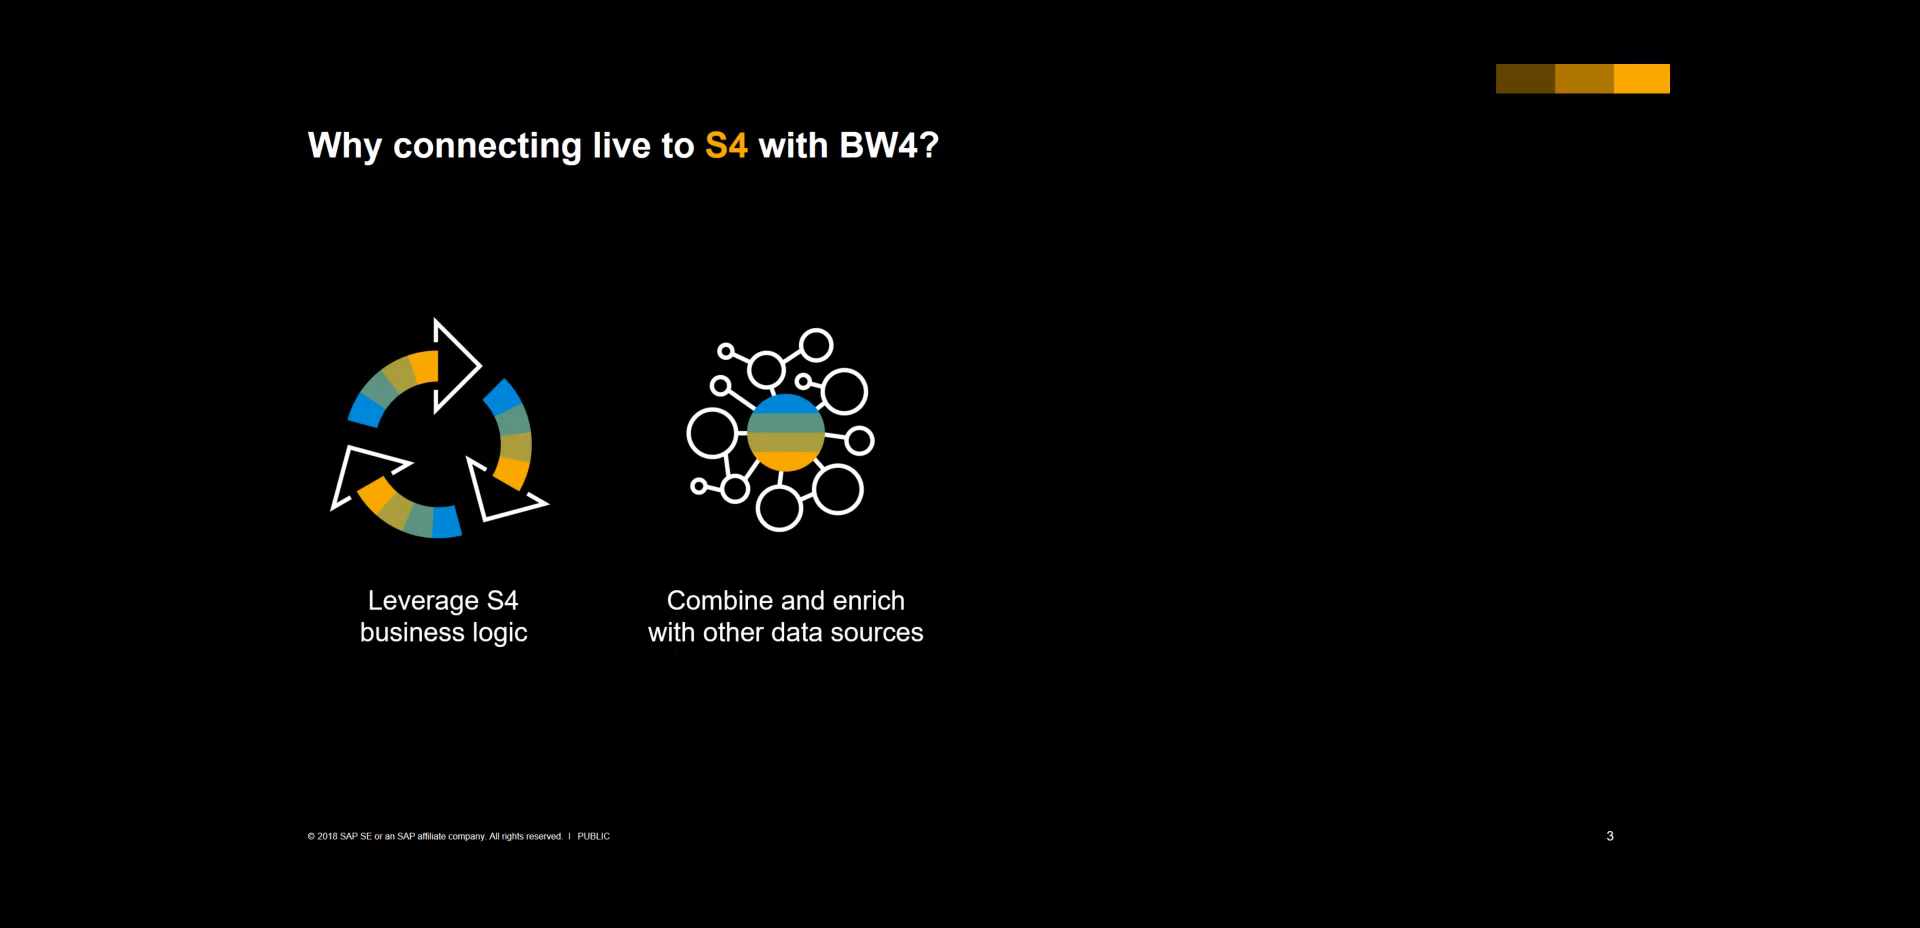 Why connecting live to S4 with BW4?
Leverage S4
business logic
Combine and enrich
with other data sources
© 2018 SAP SE or an SAP affiliate company. All rights reserved. | PUBLIC
3